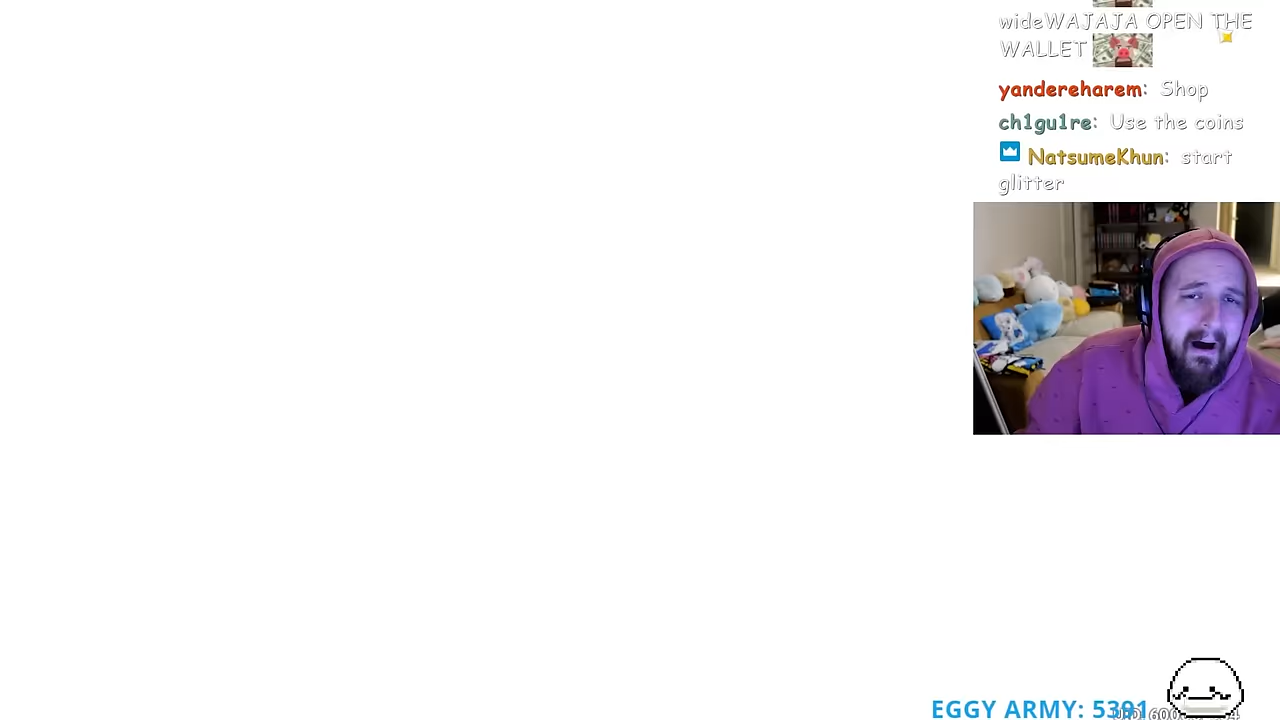 wideWAJAJA OPEN THE
WALLET
yandereharem: Shop
ch1gu1re: Use the coins
NatsumeKhun: start
glitter
EGGY ARMY: 5391